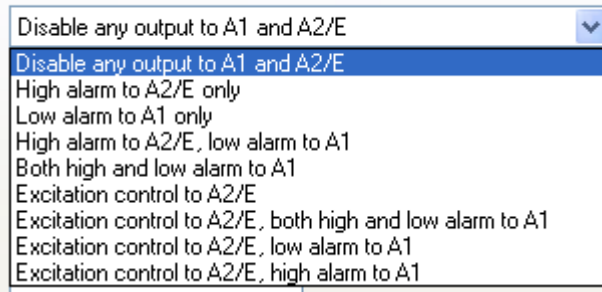 Disable any output to A1 and A2/E
Disable any output to A1 and A2/E
High alarm to A2/E only
Low alarm to A1 only
High alarm to A2/E, low alarm to A1
Both high and low alarm to A1
Excitation control to A2/E
Excitation control to A2/E, both high and low alarm to A1
Excitation control to A2/E, low alarm to A1
Excitation control to A2/E, high alarm to A1